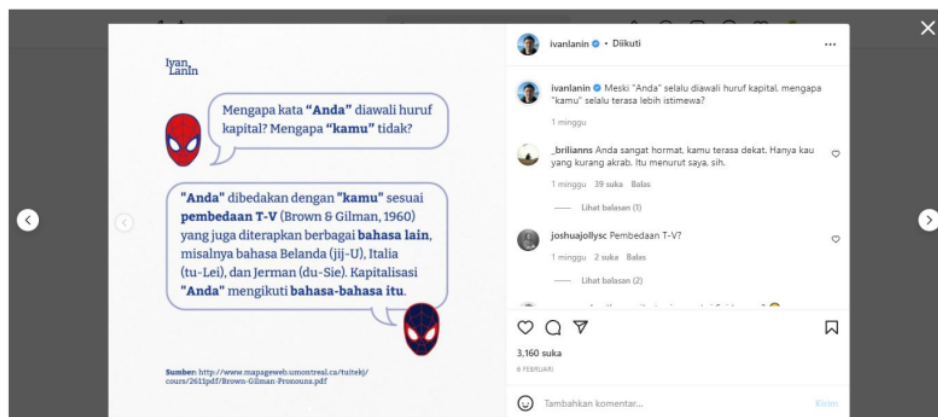 Ivan
Lanin
Mengapa kata “Anda” diawali huruf
kapital? Mengapa “kamu” tidak?
"Anda" dibedakan dengan "kamu" sesuai
pembedaan T-V (Brown & Gilman, 1960)
yang juga diterapkan berbagai bahasa lain,
misalnya bahasa Belanda (jij-U), Italia
(tu-Lei), dan Jerman (du-Sie). Kapitalisasi
"Anda" mengikuti bahasa-bahasa itu.
Sumber: http://www.mapageweb.umontreal.ca/tuitekj/
cours/2611pdf/Brown-Gilman-Pronouns.pdf
ivanlanin • Diikuti
ivanlanin Meski "Anda" selalu diawali huruf kapital, mengapa
"kamu" selalu terasa lebih istimewa?
1 minggu
_brilianns Anda sangat hormat, kamu terasa dekat. Hanya kau
yang kurang akrab. Itu menurut saya, sih.
1 minggu 39 suka Balas
Lihat balasan (1)
joshuajollysc Pembedaan T-V?
1 minggu 2 suka Balas
Lihat balasan (2)
3,160 suka
6 FEBRUARI
Tambahkan komentar...
Kirim